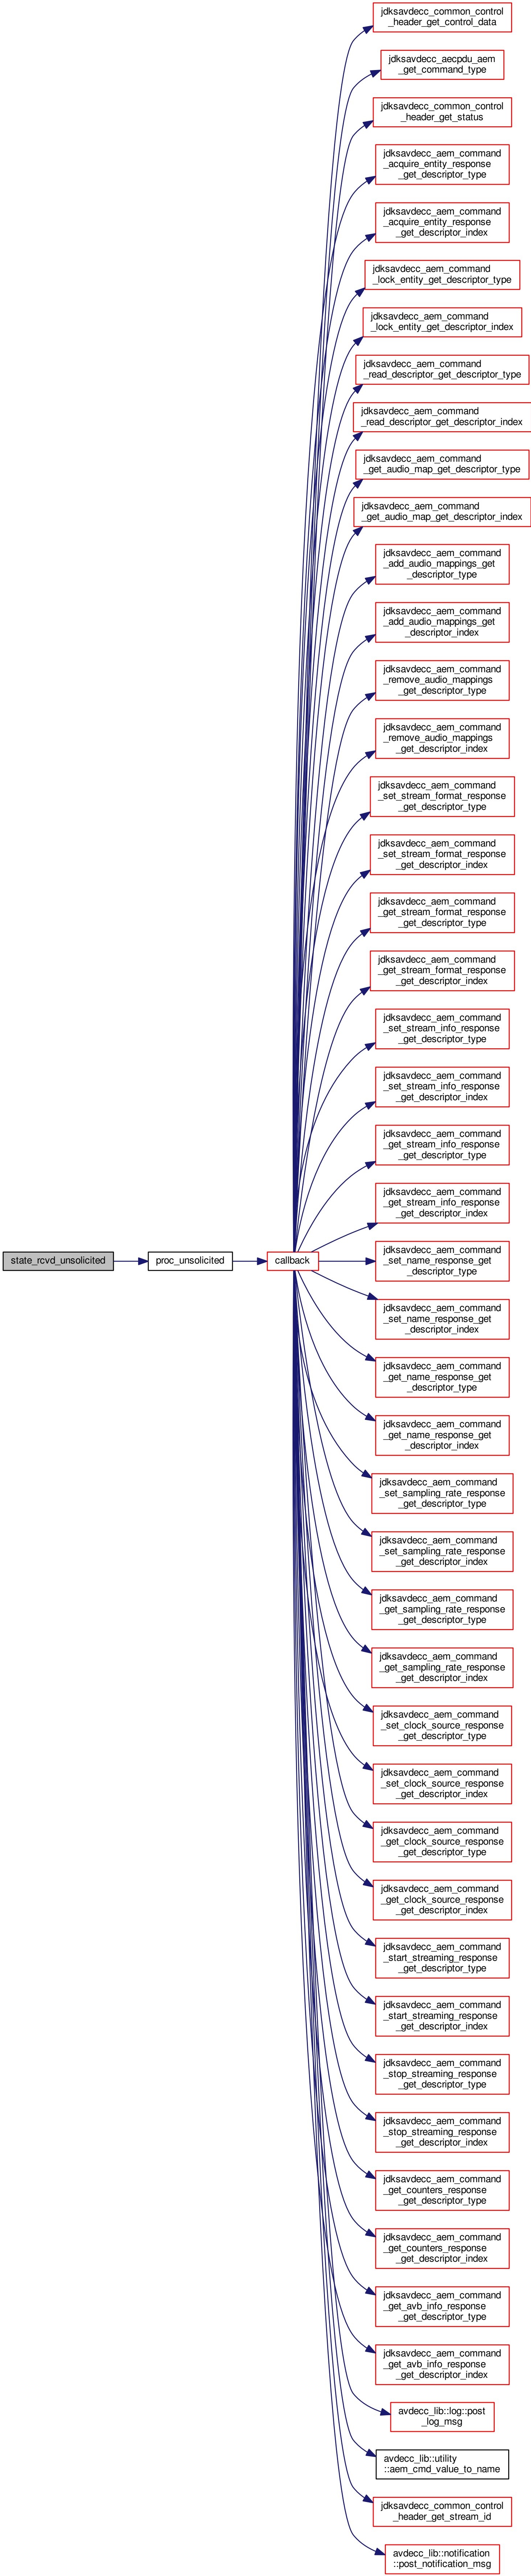 jdksavdecc_common_control
_header_get_control_data
jdksavdecc_aecpdu_aem
_get_command_type
jdksavdecc_common_control
_header_get_status
jdksavdecc_aem_command
_acquire_entity_response
_get_descriptor_type
jdksavdecc_aem_command
_acquire_entity_response
_get_descriptor_index
jdksavdecc_aem_command
_lock_entity_get_descriptor_type
jdksavdecc_aem_command
_lock_entity_get_descriptor_index
jdksavdecc_aem_command
_read_descriptor_get_descriptor_type
jdksavdecc_aem_command
_read_descriptor_get_descriptor_index
jdksavdecc_aem_command
_get_audio_map_get_descriptor_type
jdksavdecc_aem_command
_get_audio_map_get_descriptor_index
jdksavdecc_aem_command
_add_audio_mappings_get
_descriptor_type
jdksavdecc_aem_command
_add_audio_mappings_get
_descriptor_index
jdksavdecc_aem_command
_remove_audio_mappings
_get_descriptor_type
jdksavdecc_aem_command
_remove_audio_mappings
_get_descriptor_index
jdksavdecc_aem_command
_set_stream_format_response
_get_descriptor_type
jdksavdecc_aem_command
_set_stream_format_response
_get_descriptor_index
jdksavdecc_aem_command
_get_stream_format_response
_get_descriptor_type
jdksavdecc_aem_command
_get_stream_format_response
_get_descriptor_index
jdksavdecc_aem_command
_set_stream_info_response
_get_descriptor_type
jdksavdecc_aem_command
_set_stream_info_response
_get_descriptor_index
jdksavdecc_aem_command
_get_stream_info_response
_get_descriptor_type
jdksavdecc_aem_command
_get_stream_info_response
_get_descriptor_index
state_rcvd_unsolicited
proc_unsolicited
callback
jdksavdecc_aem_command
_set_name_response_get
_descriptor_type
jdksavdecc_aem_command
_set_name_response_get
_descriptor_index
jdksavdecc_aem_command
_get_name_response_get
_descriptor_type
jdksavdecc_aem_command
_get_name_response_get
_descriptor_index
jdksavdecc_aem_command
_set_sampling_rate_response
_get_descriptor_type
jdksavdecc_aem_command
_set_sampling_rate_response
_get_descriptor_index
jdksavdecc_aem_command
_get_sampling_rate_response
_get_descriptor_type
jdksavdecc_aem_command
_get_sampling_rate_response
_get_descriptor_index
jdksavdecc_aem_command
_set_clock_source_response
_get_descriptor_type
jdksavdecc_aem_command
_set_clock_source_response
_get_descriptor_index
jdksavdecc_aem_command
_get_clock_source_response
_get_descriptor_type
jdksavdecc_aem_command
_get_clock_source_response
_get_descriptor_index
jdksavdecc_aem_command
_start_streaming_response
_get_descriptor_type
jdksavdecc_aem_command
_start_streaming_response
_get_descriptor_index
jdksavdecc_aem_command
_stop_streaming_response
_get_descriptor_type
jdksavdecc_aem_command
_stop_streaming_response
_get_descriptor_index
jdksavdecc_aem_command
_get_counters_response
_get_descriptor_type
jdksavdecc_aem_command
_get_counters_response
_get_descriptor_index
jdksavdecc_aem_command
_get_avb_info_response
_get_descriptor_type
jdksavdecc_aem_command
_get_avb_info_response
_get_descriptor_index
avdecc_lib::log::post
_log_msg
avdecc_lib::utility
::aem_cmd_value_to_name
jdksavdecc_common_control
_header_get_stream_id
avdecc_lib::notification
::post_notification_msg